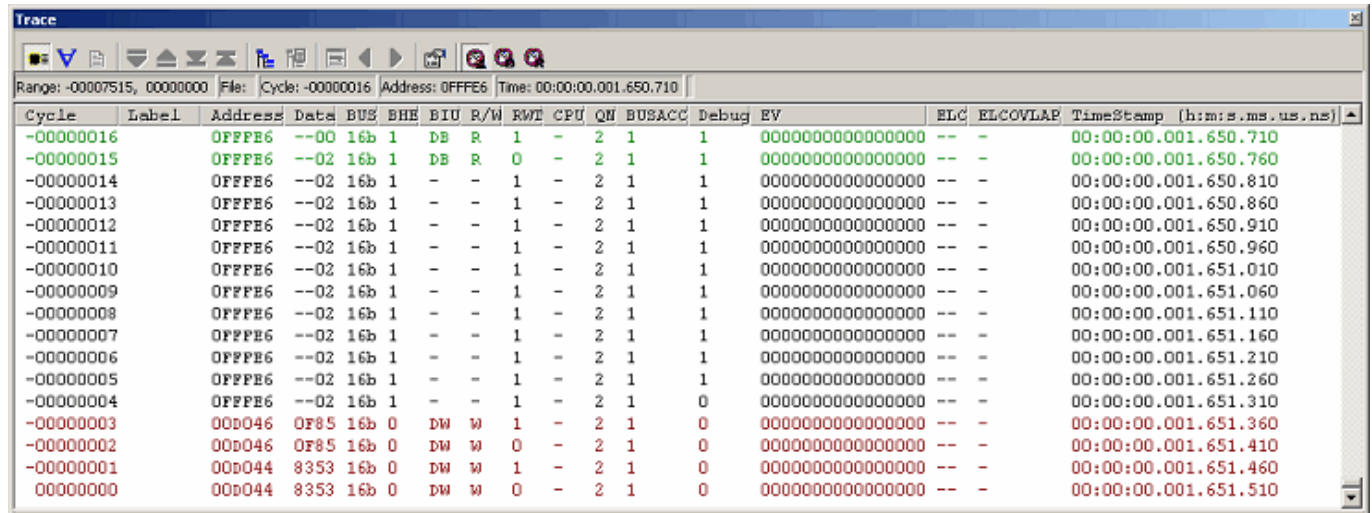 Trace
Range: -00007515, 00000000 File: Cycle: -00000016 Address: 0FFFE6 Time: 00:00:00.001.650.710
Cycle Label Address Data BUS BHE BIU R/W RWT CPU QN BUSACC Debug EV ELC ELCOVLAP TimeStamp (h:m:s.ms.us.ns)
-00000016 0FFFE6 --00 16b 1 DB R 1 - 2 1 1 0000000000000000 -- - 00:00:00.001.650.710
-00000015 0FFFE6 --02 16b 1 DB R 0 - 2 1 1 0000000000000000 -- - 00:00:00.001.650.760
-00000014 0FFFE6 --02 16b 1 - - 1 - 2 1 1 0000000000000000 -- - 00:00:00.001.650.810
-00000013 0FFFE6 --02 16b 1 - - 1 - 2 1 1 0000000000000000 -- - 00:00:00.001.650.860
-00000012 0FFFE6 --02 16b 1 - - 1 - 2 1 1 0000000000000000 -- - 00:00:00.001.650.910
-00000011 0FFFE6 --02 16b 1 - - 1 - 2 1 1 0000000000000000 -- - 00:00:00.001.650.960
-00000010 0FFFE6 --02 16b 1 - - 1 - 2 1 1 0000000000000000 -- - 00:00:00.001.651.010
-00000009 0FFFE6 --02 16b 1 - - 1 - 2 1 1 0000000000000000 -- - 00:00:00.001.651.060
-00000008 0FFFE6 --02 16b 1 - - 1 - 2 1 1 0000000000000000 -- - 00:00:00.001.651.110
-00000007 0FFFE6 --02 16b 1 - - 1 - 2 1 1 0000000000000000 -- - 00:00:00.001.651.160
-00000006 0FFFE6 --02 16b 1 - - 1 - 2 1 1 0000000000000000 -- - 00:00:00.001.651.210
-00000005 0FFFE6 --02 16b 1 - - 1 - 2 1 1 0000000000000000 -- - 00:00:00.001.651.260
-00000004 0FFFE6 --02 16b 1 - - 1 - 2 1 0 0000000000000000 -- - 00:00:00.001.651.310
-00000003 00D046 0F85 16b 0 DW W 1 - 2 1 0 0000000000000000 -- - 00:00:00.001.651.360
-00000002 00D046 0F85 16b 0 DW W 0 - 2 1 0 0000000000000000 -- - 00:00:00.001.651.410
-00000001 00D044 8353 16b 0 DW W 1 - 2 1 0 0000000000000000 -- - 00:00:00.001.651.460
00000000 00D044 8353 16b 0 DW W 0 - 2 1 0 0000000000000000 -- - 00:00:00.001.651.510